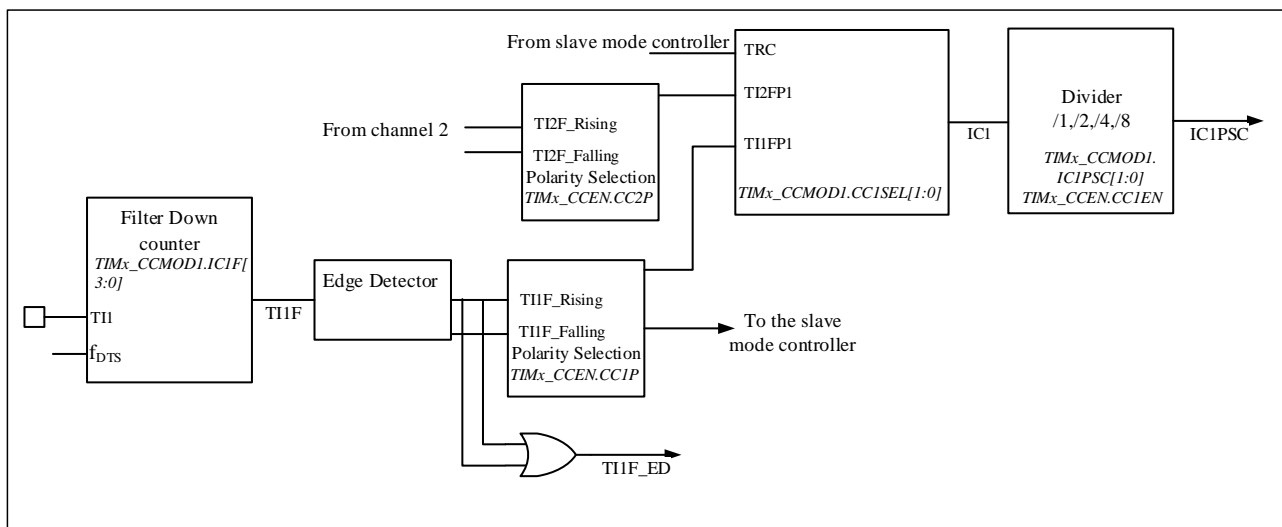 From slave mode controller
TRC
TI2FP1
TI1FP1
TIMx_CCMOD1.CC1SEL[1:0]
IC1
Divider
/1,/2,/4,/8
TIMx_CCMOD1.
IC1PSC[1:0]
TIMx_CCEN.CC1EN
IC1PSC
From channel 2
TI2F_Rising
TI2F_Falling
Polarity Selection
TIMx_CCEN.CC2P
Filter Down
counter
TIMx_CCMOD1.IC1F[
3:0]
TI1
fDTS
TI1F
Edge Detector
TI1F_Rising
TI1F_Falling
Polarity Selection
TIMx_CCEN.CC1P
To the slave
mode controller
TI1F_ED